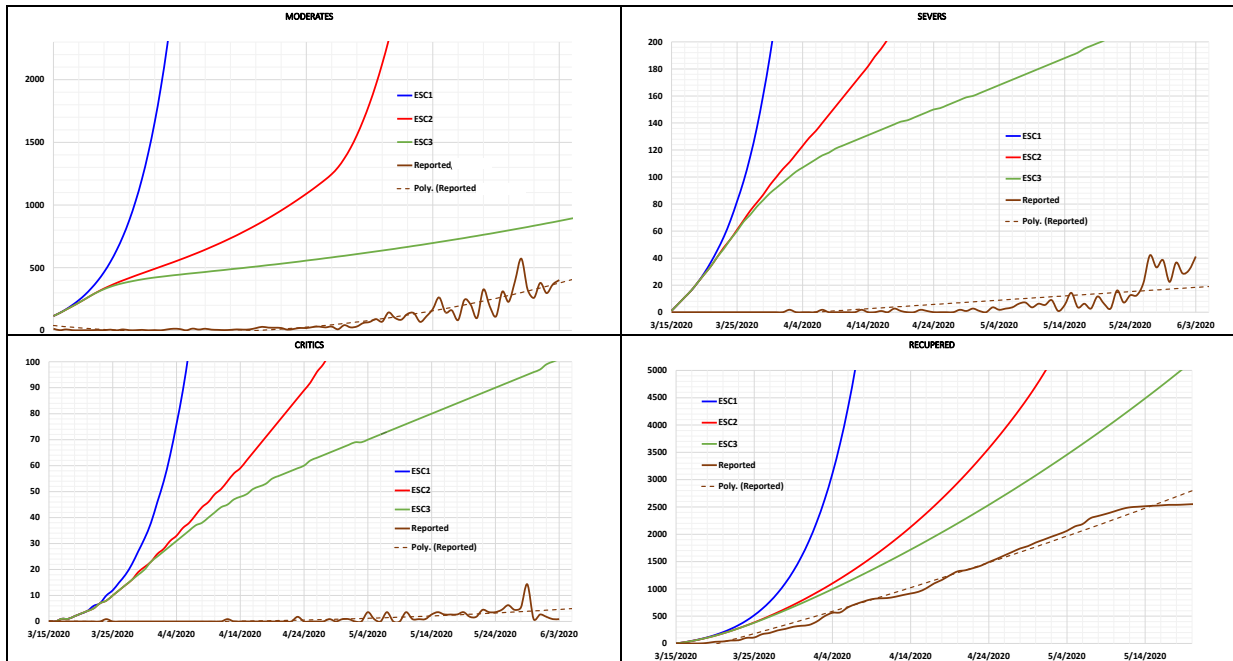 MODERATES
2000
1500
1000
500
0
ESC1
ESC2
ESC3
Reported
Poly. (Reported
SEVERS
200
180
160
140
120
100
80
60
40
20
0
ESC1
ESC2
ESC3
Reported
Poly. (Reported)
3/15/2020 3/25/2020 4/4/2020 4/14/2020 4/24/2020 5/4/2020 5/14/2020 5/24/2020 6/3/2020
CRITICS
100
90
80
70
60
50
40
30
20
10
0
ESC1
ESC2
ESC3
Reported
Poly. (Reported)
3/15/2020 3/25/2020 4/4/2020 4/14/2020 4/24/2020 5/4/2020 5/14/2020 5/24/2020 6/3/2020
RECUPERED
5000
4500
4000
3500
3000
2500
2000
1500
1000
500
0
ESC1
ESC2
ESC3
Reported
Poly. (Reported)
3/15/2020 3/25/2020 4/4/2020 4/14/2020 4/24/2020 5/4/2020 5/14/2020